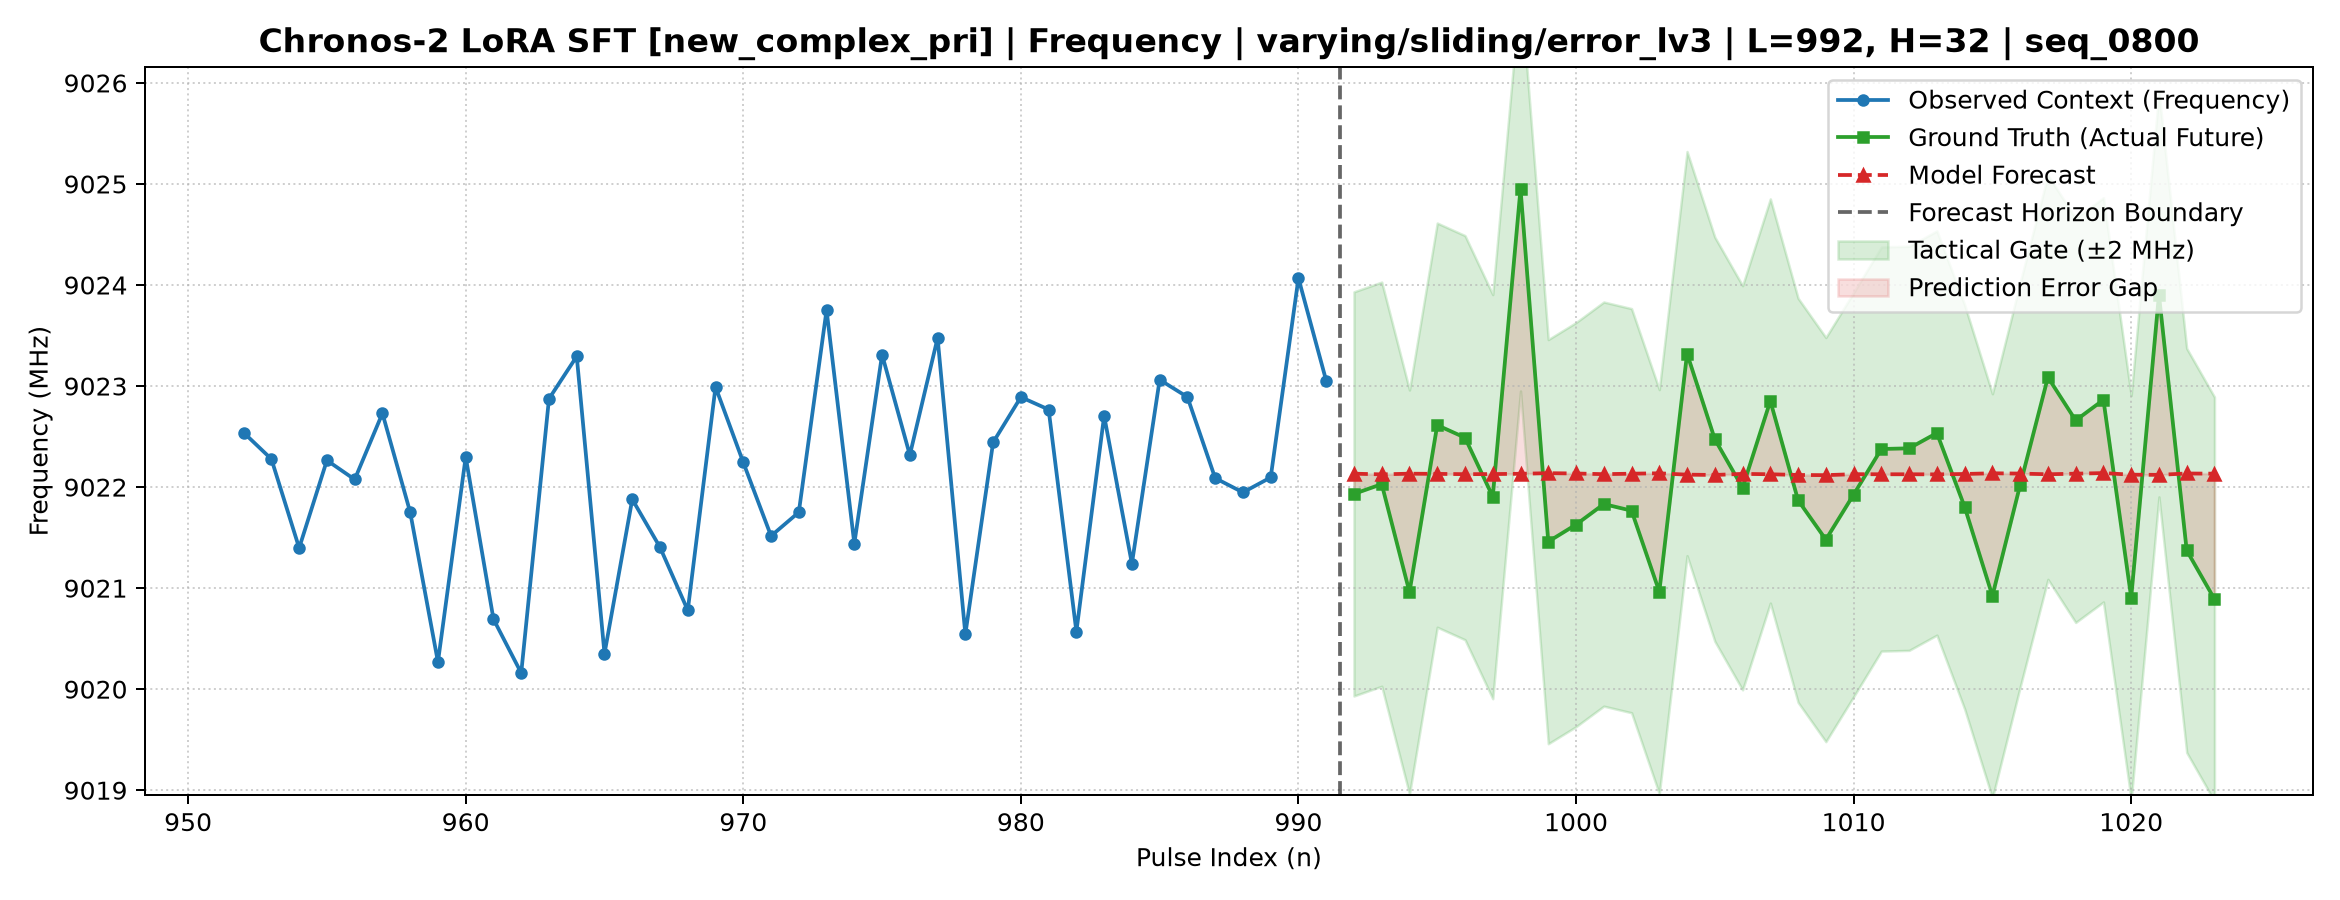 Chronos-2 LoRA SFT [new_complex_pri] | Frequency | varying/sliding/error_lv3 | L=992, H=32 | seq_0800
Frequency (MHz)
9026
9025
9024
9023
9022
9021
9020
9019
Observed Context (Frequency)
Ground Truth (Actual Future)
Model Forecast
Forecast Horizon Boundary
Tactical Gate (±2 MHz)
Prediction Error Gap
950 960 970 980 990 1000 1010 1020
Pulse Index (n)